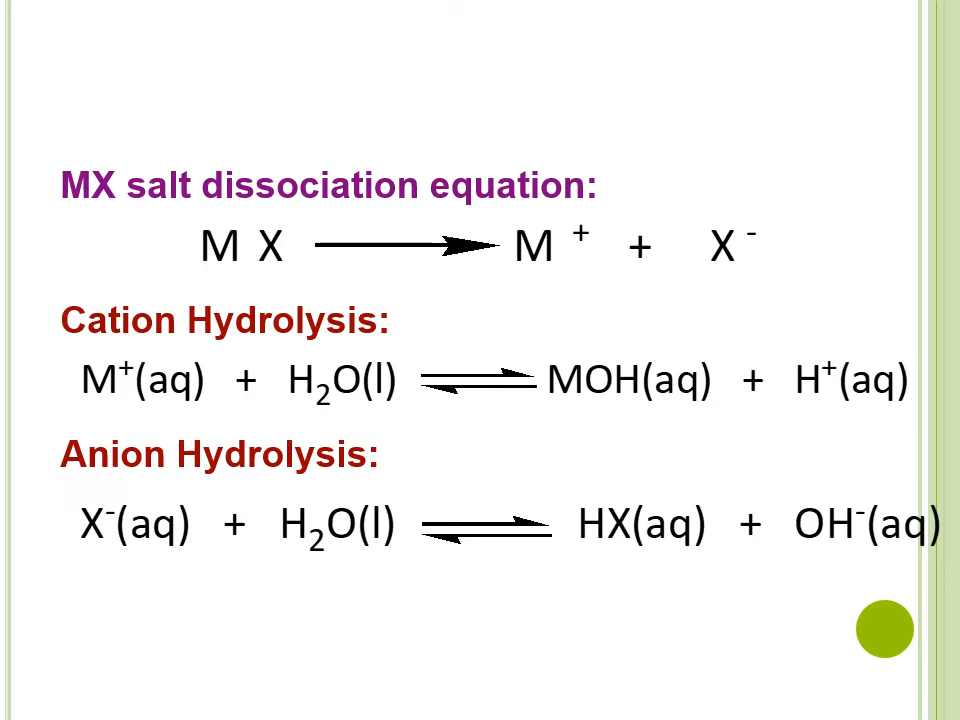 MX salt dissociation equation:
M X ⟶ M⁺ + X⁻
Cation Hydrolysis:
M⁺(aq) + H₂O(l) ⇌ MOH(aq) + H⁺(aq)
Anion Hydrolysis:
X⁻(aq) + H₂O(l) ⇌ HX(aq) + OH⁻(aq)